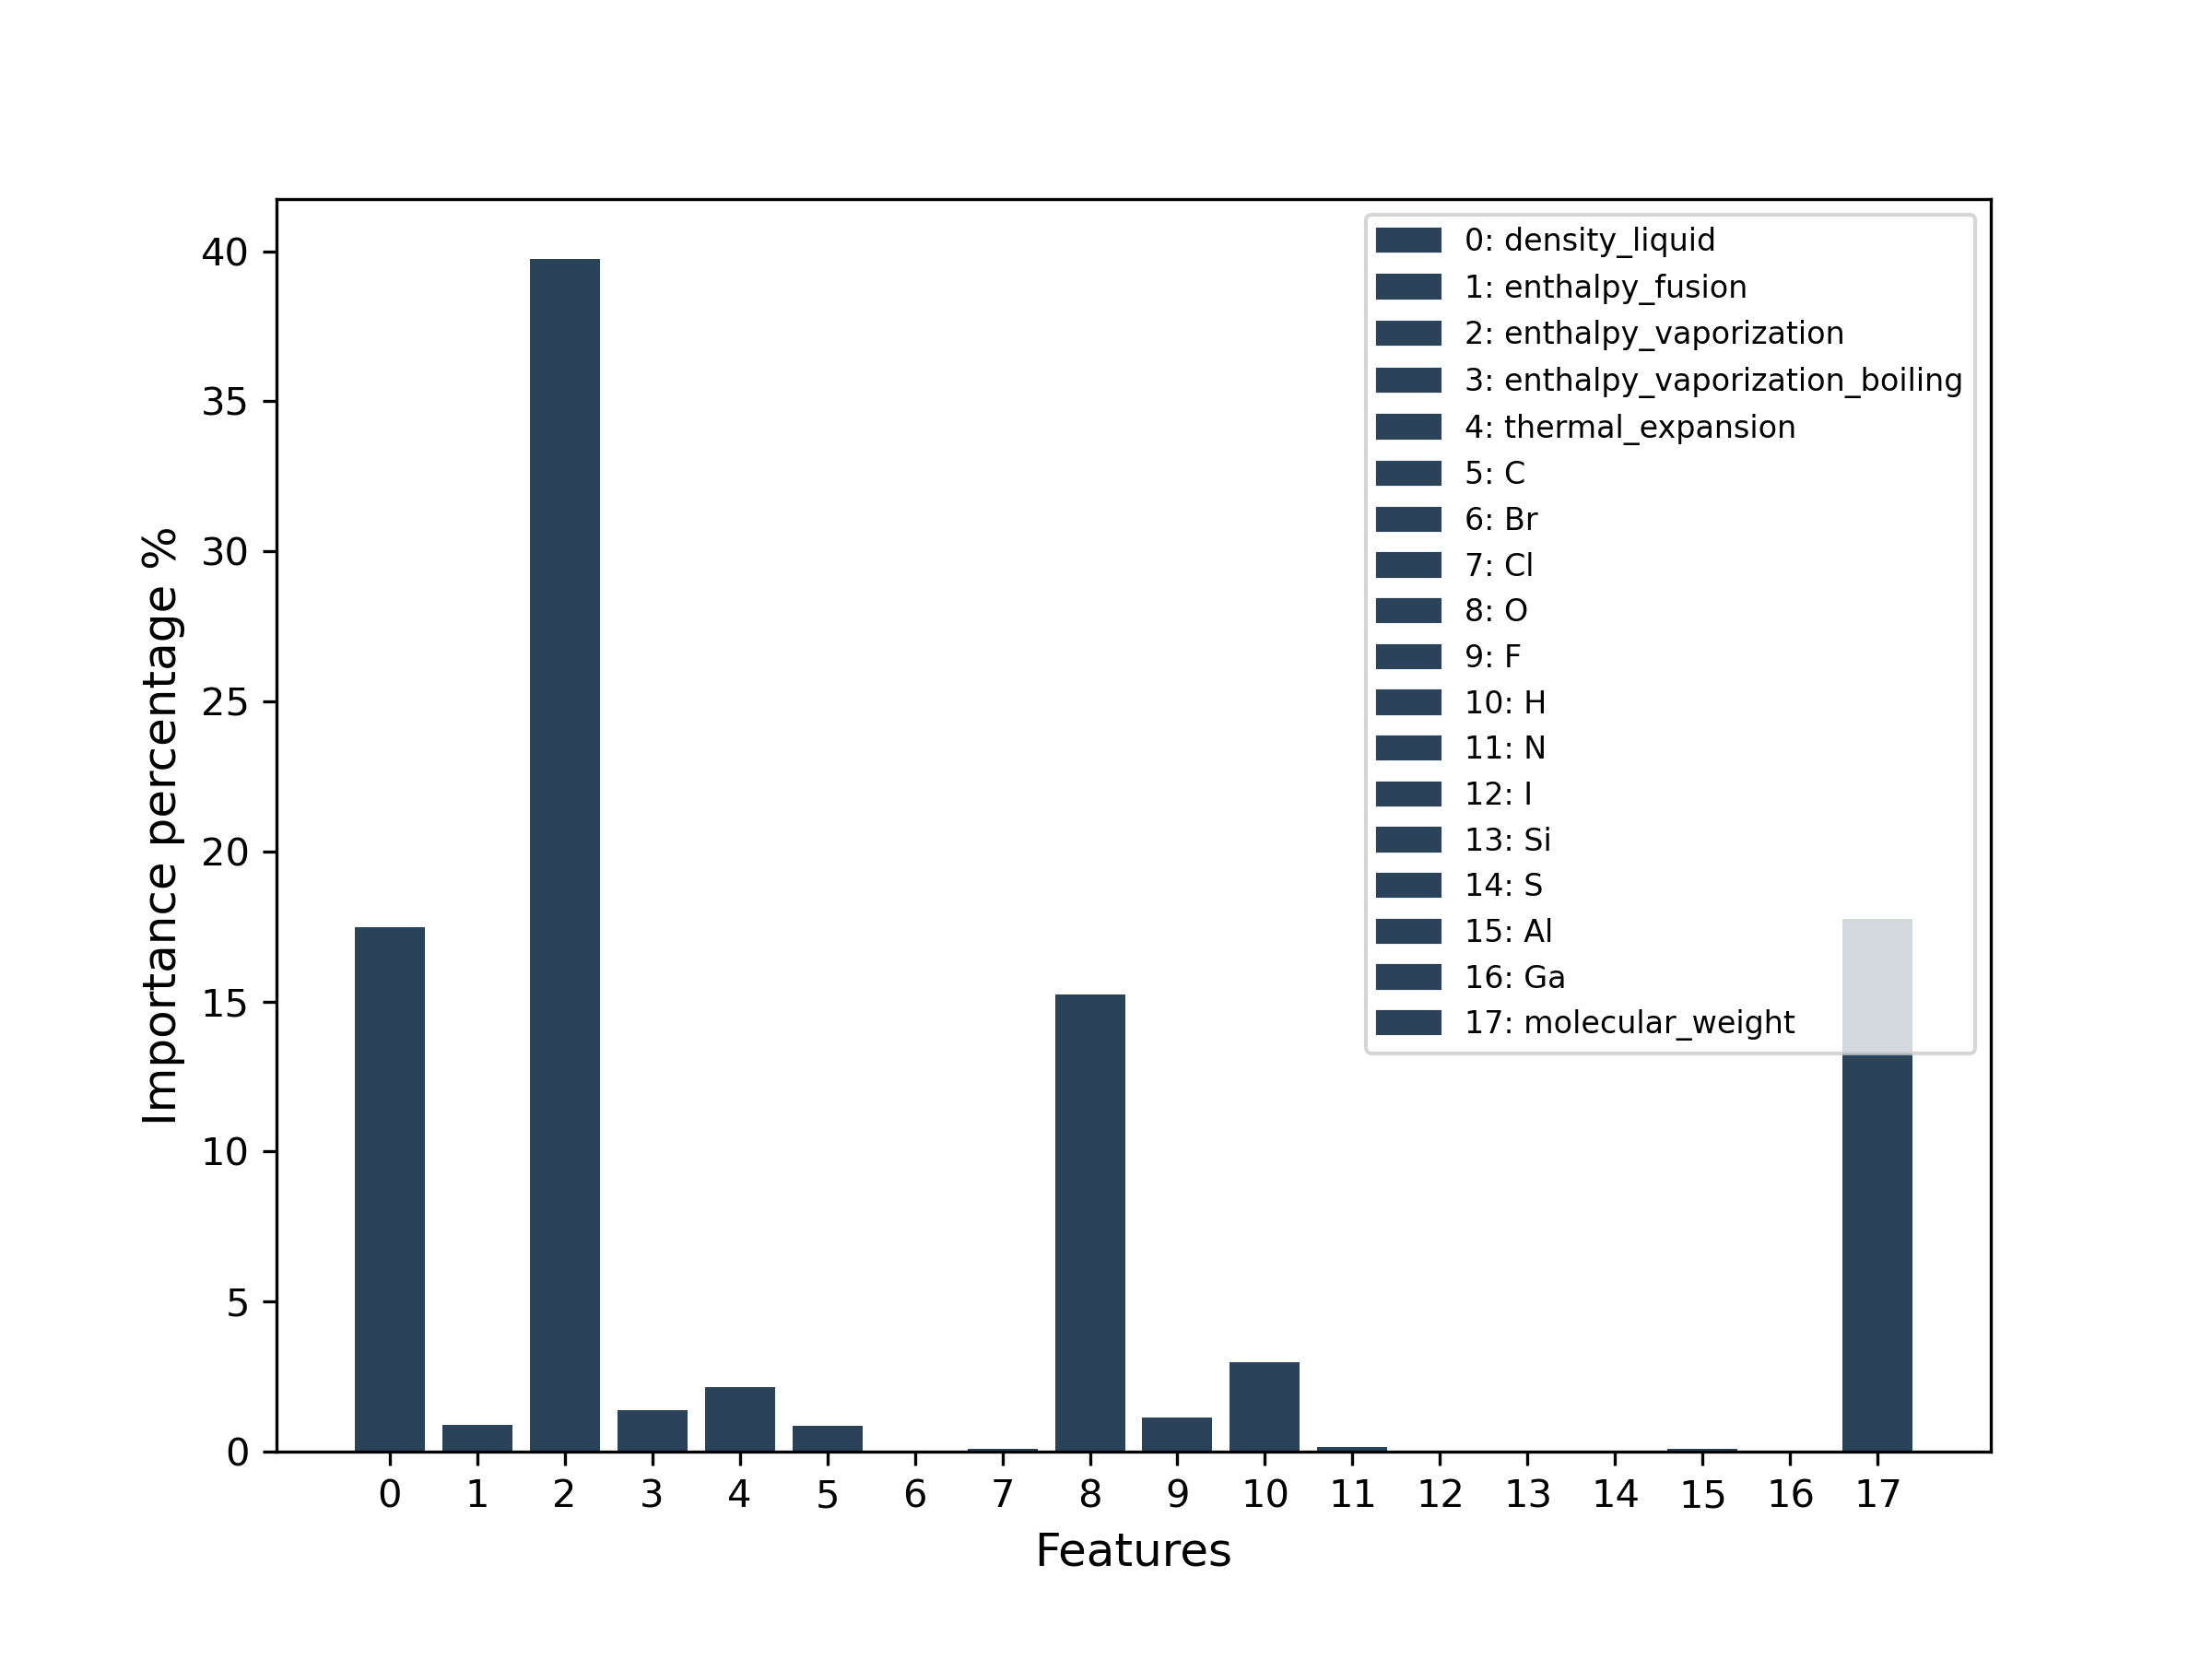 Importance percentage %
40
35
30
25
20
15
10
5
0
0: density_liquid
1: enthalpy_fusion
2: enthalpy_vaporization
3: enthalpy_vaporization_boiling
4: thermal_expansion
5: C
6: Br
7: Cl
8: O
9: F
10: H
11: N
12: I
13: Si
14: S
15: Al
16: Ga
17: molecular_weight
0 1 2 3 4 5 6 7 8 9 10 11 12 13 14 15 16 17
Features